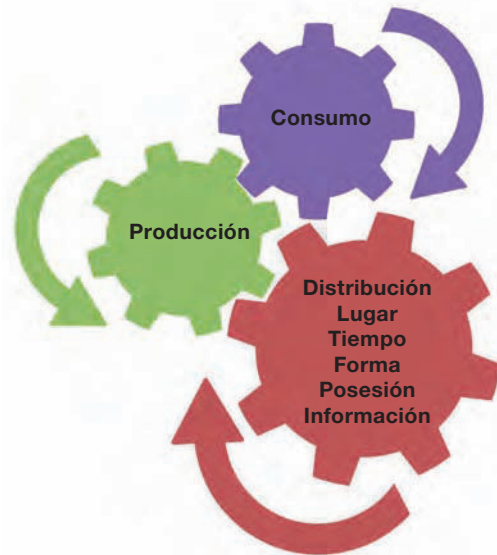 Consumo
Producción
Distribución
Lugar
Tiempo
Forma
Posesión
Información